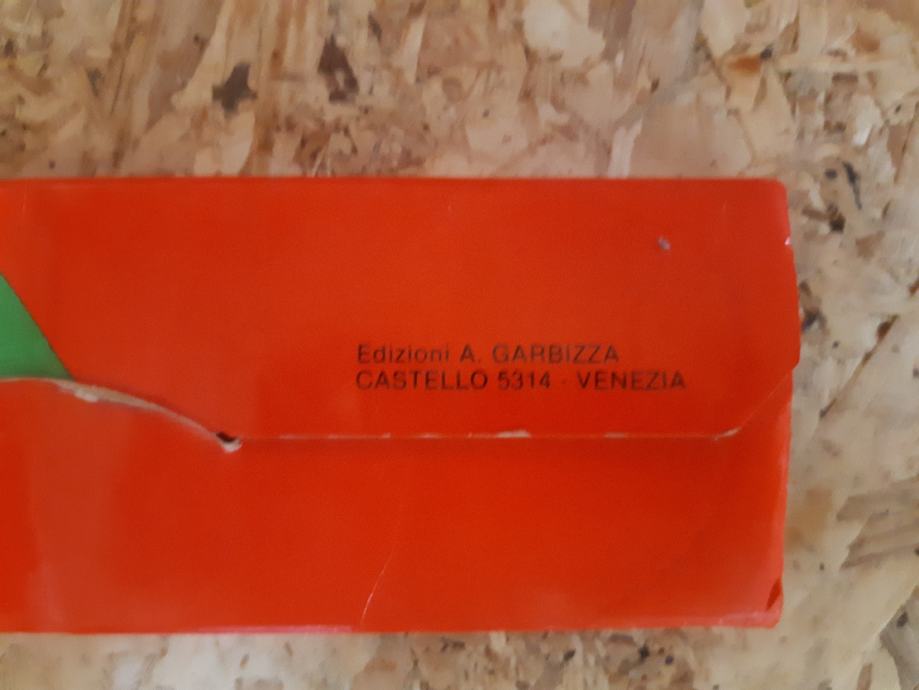 Edizioni A. GARBIZZA
CASTELLO 5314 - VENEZIA